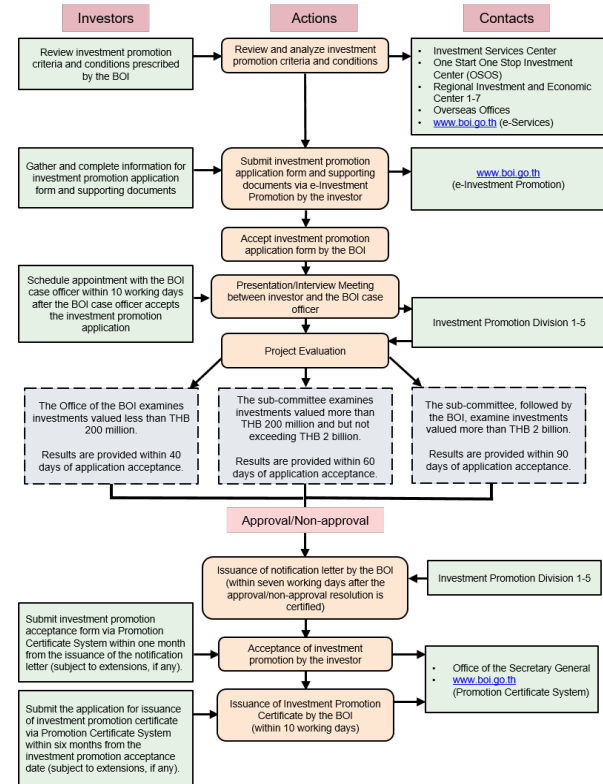 Investors
Actions
Contacts
Review investment promotion
criteria and conditions prescribed
by the BOI
Review and analyze investment
promotion criteria and conditions
• Investment Services Center
• One Start One Stop Investment
Center (OSOS)
• Regional Investment and Economic
Center 1-7
• Overseas Offices
• www.boi.go.th (e-Services)
Gather and complete information for
investment promotion application
form and supporting documents
Submit investment promotion
application form and supporting
documents via e-Investment
Promotion by the investor
www.boi.go.th
(e-Investment Promotion)
Accept investment promotion
application form by the BOI
Schedule appointment with the BOI
case officer within 10 working days
after the BOI case officer accepts
the investment promotion
application
Presentation/Interview Meeting
between investor and the BOI case
officer
Investment Promotion Division 1-5
Project Evaluation
The Office of the BOI examines
investments valued less than THB
200 million.
Results are provided within 40
days of application acceptance.
The sub-committee examines
investments valued more than
THB 200 million and but not
exceeding THB 2 billion.
Results are provided within 60
days of application acceptance.
The sub-committee, followed by
the BOI, examine investments
valued more than THB 2 billion.
Results are provided within 90
days of application acceptance.
Approval/Non-approval
Issuance of notification letter by the BOI
(within seven working days after the
approval/non-approval resolution is
certified)
Investment Promotion Division 1-5
Submit investment promotion
acceptance form via Promotion
Certificate System within one month
from the issuance of the notification
letter (subject to extensions, if any).
Acceptance of investment
promotion by the investor
• Office of the Secretary General
• www.boi.go.th
(Promotion Certificate System)
Submit the application for issuance
of investment promotion certificate
via Promotion Certificate System
within six months from the
investment promotion acceptance
date (subject to extensions, if any).
Issuance of Investment Promotion
Certificate by the BOI
(within 10 working days)